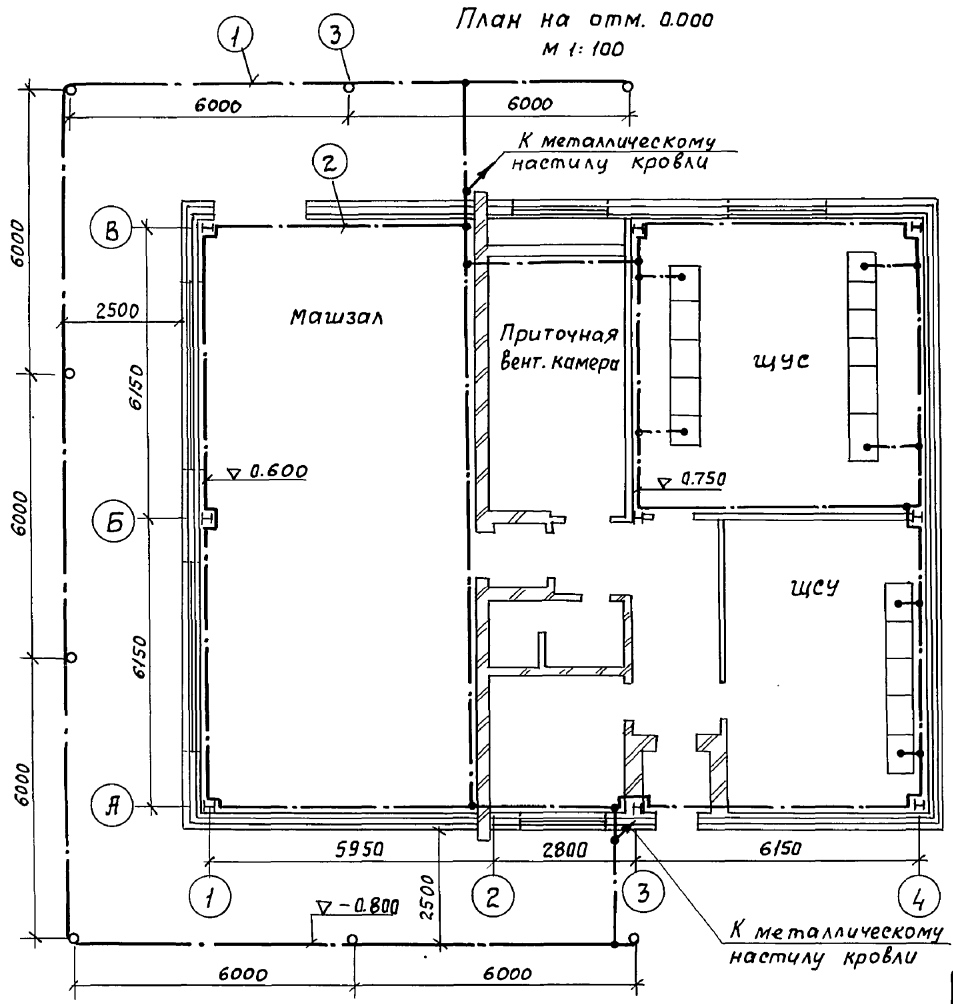 План на отм. 0.000
М 1:100
1
3
6000
6000
К металлическому
настилу кровли
2
В
6000
2500
Машзал
Приточная
вент. камера
ЩУС
6150
0.600
0.750
Б
6000
ЩСУ
6150
6000
А
5950
2800
6150
1
2
3
4
2500
-0.800
К металлическому
настилу кровли
6000
6000